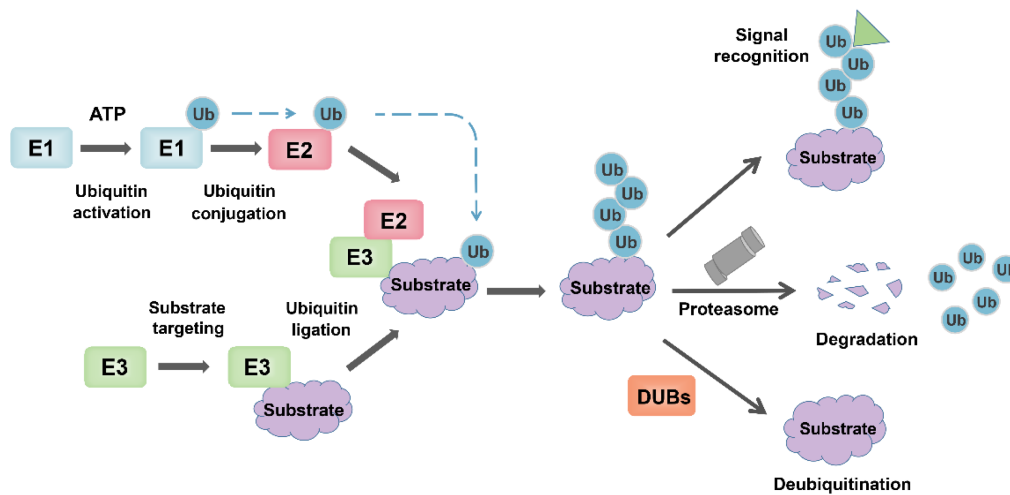 Signal
recognition
Ub
Ub
Ub
Ub
Substrate
ATP
Ub
Ub
E1
E1
E2
Ubiquitin
activation
Ubiquitin
conjugation
E2
E3
Ub
Substrate
Substrate
targeting
Ubiquitin
ligation
E3
E3
Substrate
Ub
Ub
Ub
Ub
Substrate
Proteasome
Ub
Ub
Ub
Ub
Ub
Degradation
DUBs
Substrate
Deubiquitination